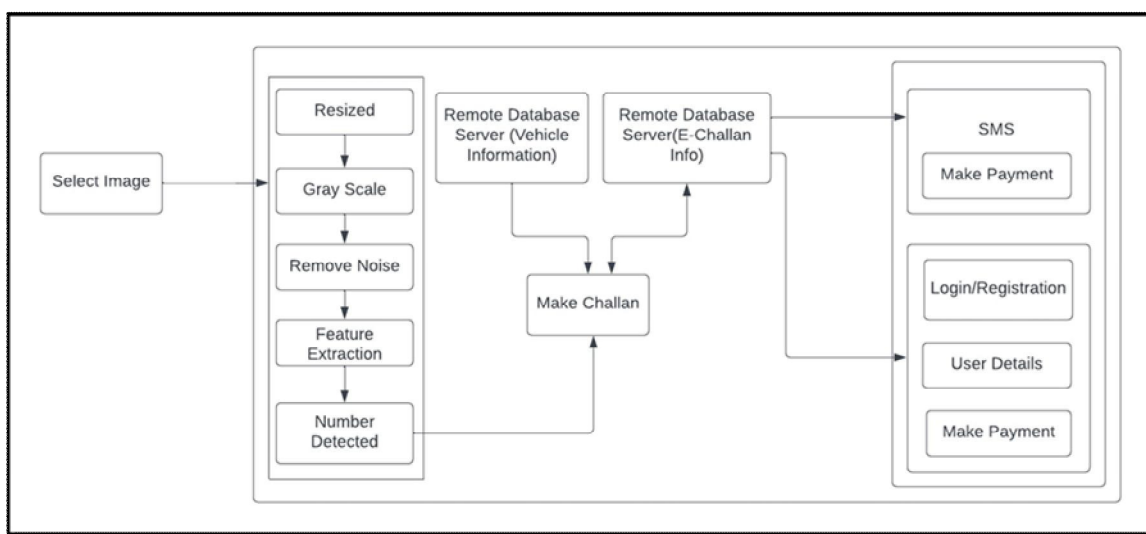 Select Image
Resized
Gray Scale
Remove Noise
Feature
Extraction
Number
Detected
Remote Database
Server (Vehicle
Information)
Remote Database
Server(E-Challan
Info)
Make Challan
SMS
Make Payment
Login/Registration
User Details
Make Payment